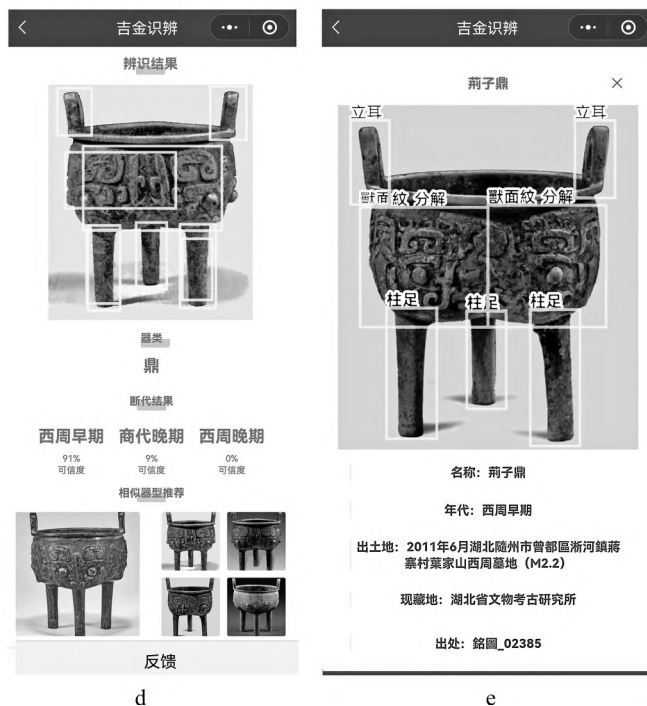 吉金识辨
辨识结果
器类
鼎
断代结果
西周早期 商代晚期 西周晚期
91% 9% 0%
可信度 可信度 可信度
相似器型推荐
反馈
d
吉金识辨
荊子鼎
立耳 立耳
獸面紋 分解 獸面紋 分解
柱足 柱足 柱足
名称：荊子鼎
年代：西周早期
出土地：2011年6月湖北隨州市曾都區淅河鎮蔣
寨村葉家山西周墓地（M2.2）
现藏地：湖北省文物考古研究所
出处：銘圖_02385
e